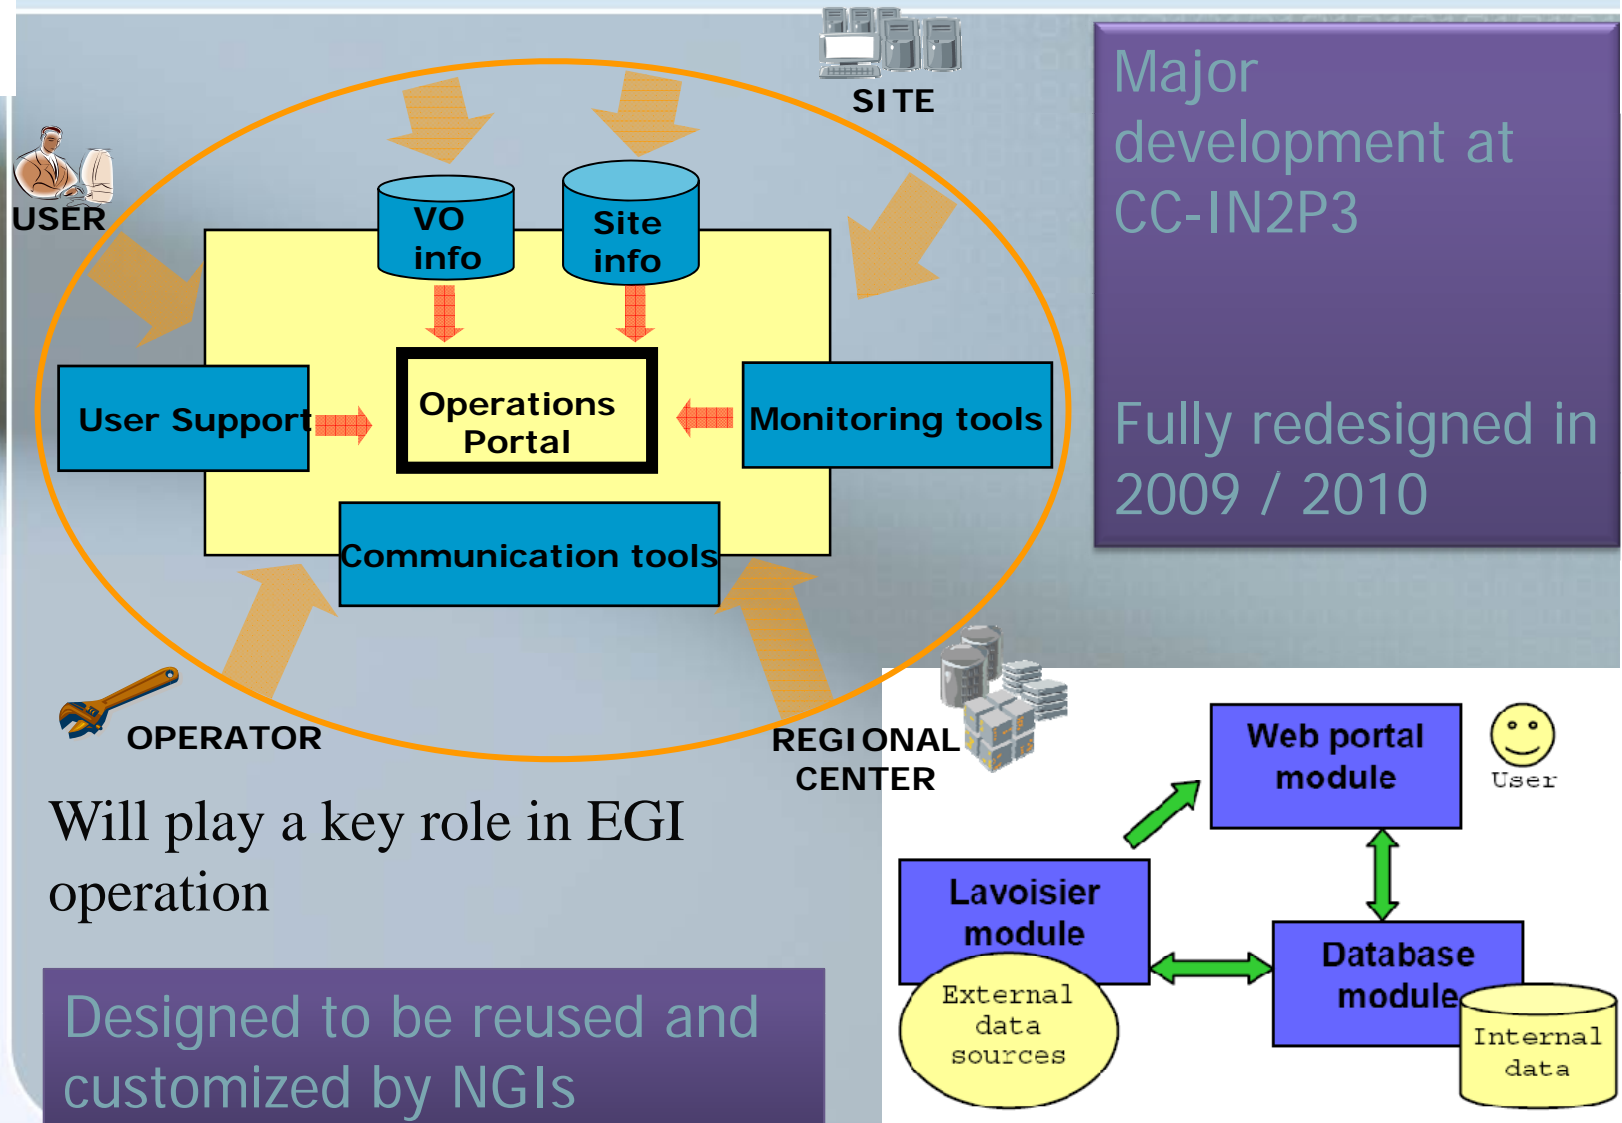 SITE
USER
VO
info
Site
info
User Support
Operations
Portal
Monitoring tools
Communication tools
OPERATOR
REGIONAL
CENTER
Major
development at
CC-IN2P3
Fully redesigned in
2009 / 2010
Will play a key role in EGI
operation
Designed to be reused and
customized by NGIs
Web portal
module
User
Lavoisier
module
External
data
sources
Database
module
Internal
data